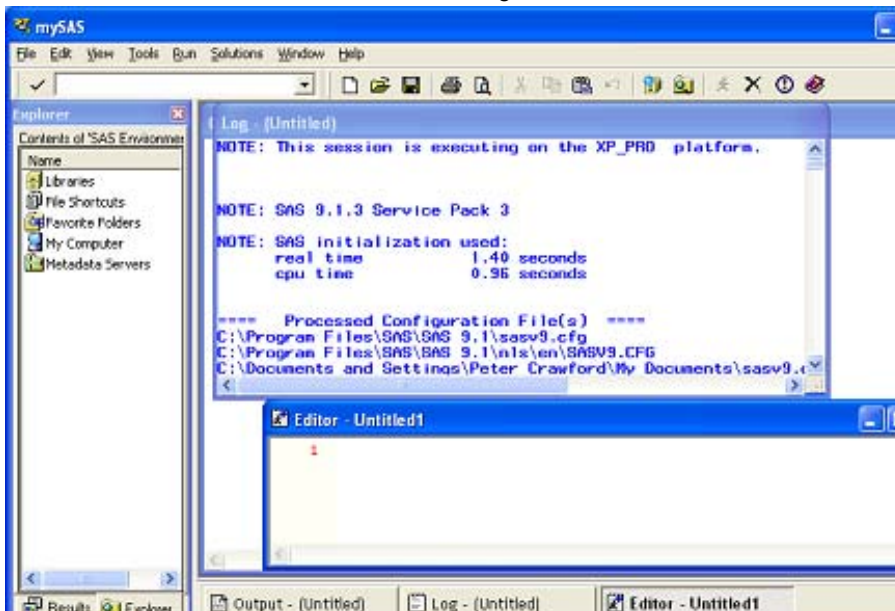 mySAS
File Edit View Tools Run Solutions Window Help
Explorer
Contents of 'SAS Environmen
Name
Libraries
File Shortcuts
Favorite Folders
My Computer
Metadata Servers
Log - (Untitled)
NOTE: This session is executing on the XP_PRO platform.
NOTE: SAS 9.1.3 Service Pack 3
NOTE: SAS initialization used:
real time 1.40 seconds
cpu time 0.96 seconds
==== Processed Configuration File(s) ====
C:\Program Files\SAS\SAS 9.1\sasv9.cfg
C:\Program Files\SAS\SAS 9.1\nls\en\SASV9.CFG
C:\Documents and Settings\Peter Crawford\My Documents\sasv9.c
Editor - Untitled1
1
Results Explorer
Output - (Untitled) Log - (Untitled) Editor - Untitled1